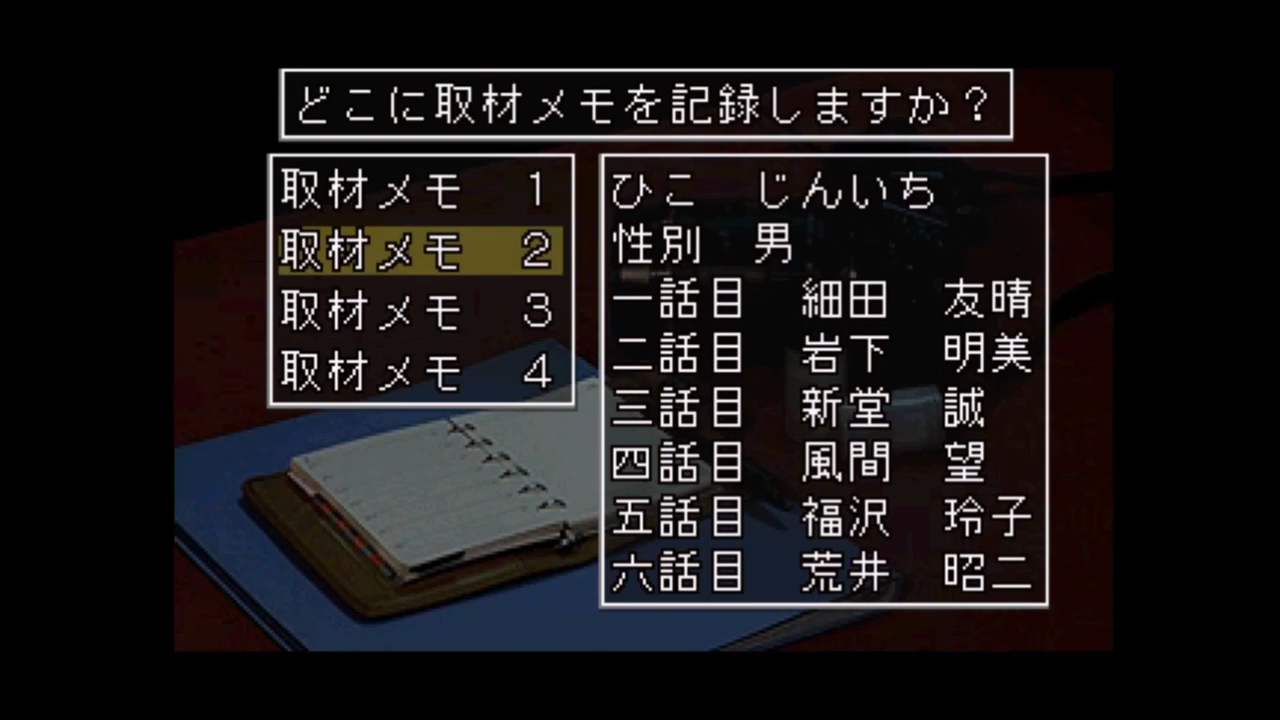 どこに取材メモを記録しますか？
取材メモ 1
取材メモ 2
取材メモ 3
取材メモ 4
ひこ じんいち
性別 男
一話目 細田 友晴
二話目 岩下 明美
三話目 新堂 誠
四話目 風間 望
五話目 福沢 玲子
六話目 荒井 昭二